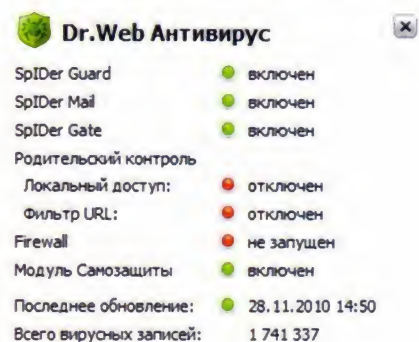 Dr.Web Антивирус
SpIDer Guard включен
SpIDer Mail включен
SpIDer Gate включен
Родительский контроль
Локальный доступ: отключен
Фильтр URL: отключен
Firewall не запущен
Модуль Самозащиты включен
Последнее обновление: 28.11.2010 14:50
Всего вирусных записей: 1 741 337